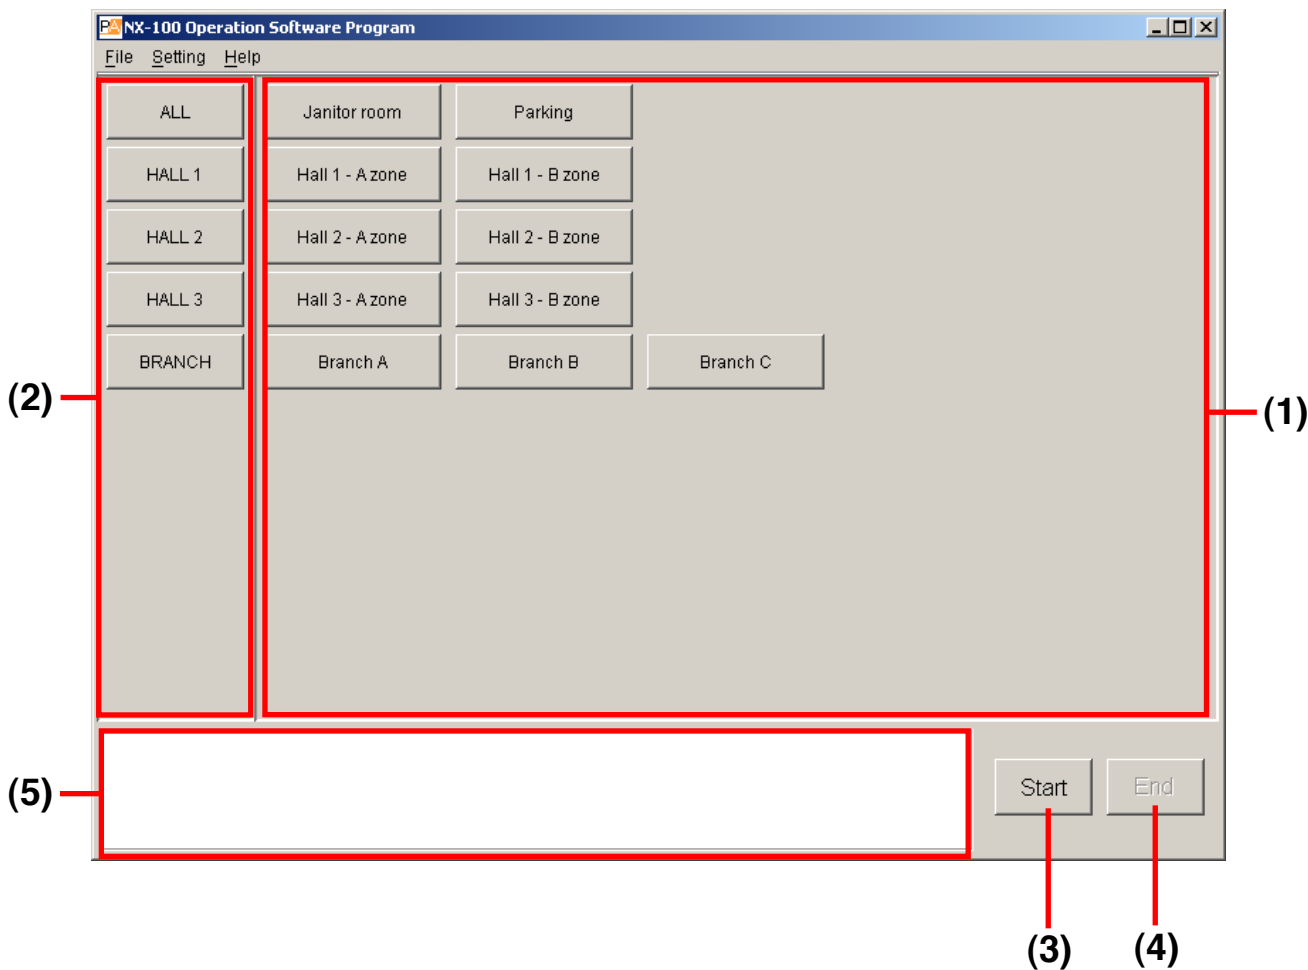 PA NX-100 Operation Software Program
File Setting Help
ALL Janitor room Parking
HALL 1 Hall 1 - A zone Hall 1 - B zone
HALL 2 Hall 2 - A zone Hall 2 - B zone
HALL 3 Hall 3 - A zone Hall 3 - B zone
BRANCH Branch A Branch B Branch C
(2)
(1)
(5)
Start End
(3) (4)